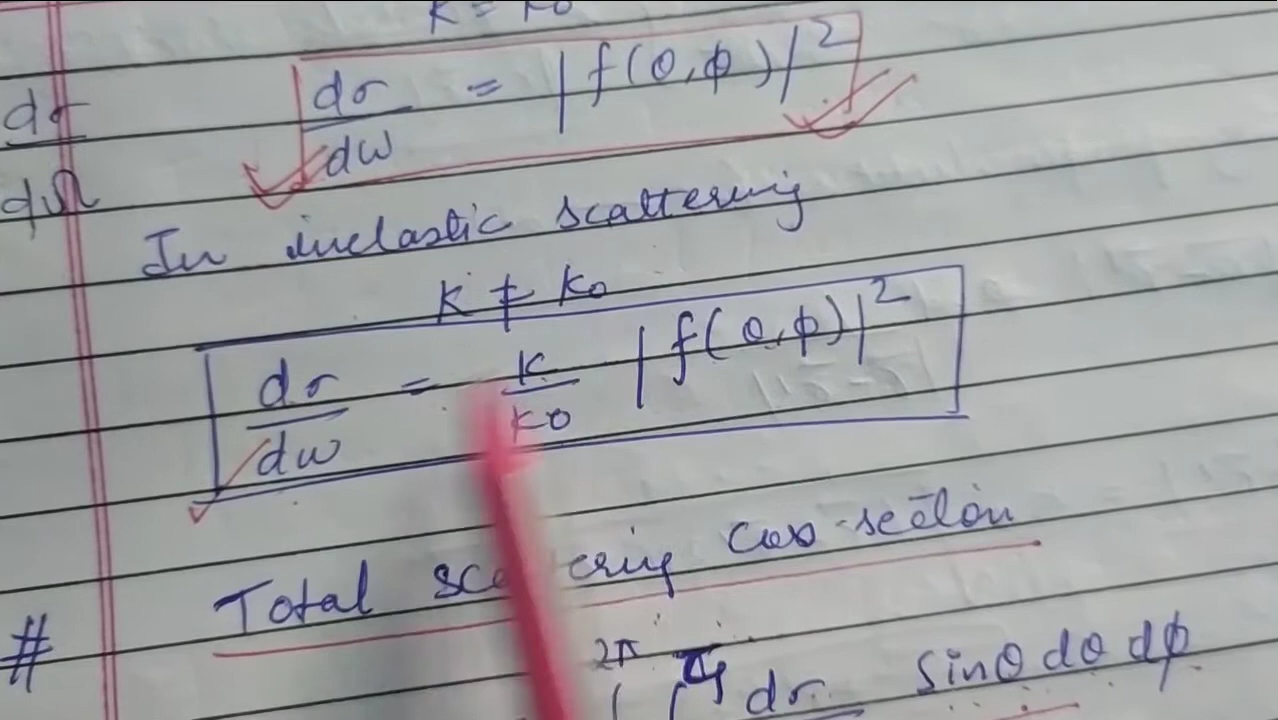 K = K0
dσ/dΩ
dσ/dω = |f(θ,ϕ)|²
In inelastic scattering
K ≠ K0
dσ/dω = K/K0 |f(θ,ϕ)|²
# Total scattering cross-section
2π π dσ sinθ dθ dϕ